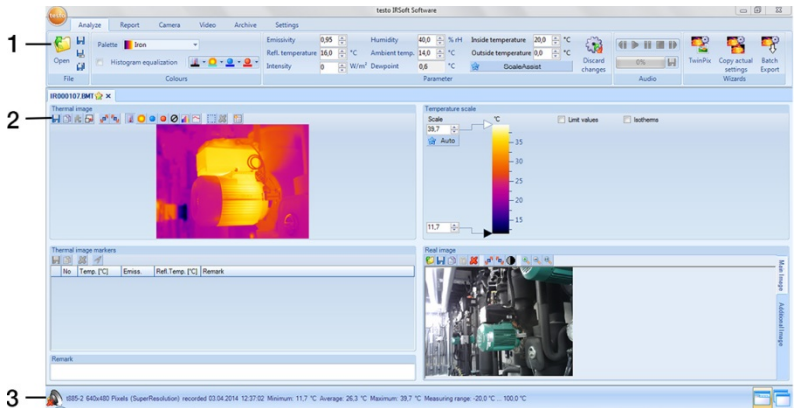 testo IRSoft Software
Analyze Report Camera Video Archive Settings
1
Open
File
Palette Iron
Histogram equalization
Colours
Emissivity 0,95 Humidity 40,0 % rH Inside temperature 20,0 °C
Refl. temperature 16,0 °C Ambient temp. 14,0 °C Outside temperature 0,0 °C
Intensity 0 W/m² Dewpoint 0,6 °C GoalsAssist
Parameter
Discard
changes
0%
Audio
TwinPix Copy actual
settings Batch
Export
Wizards
IR000107.BMT
2
Thermal image
Temperature scale
Scale °C
39,7
Auto
Limit values Isotherms
35
30
25
20
15
11,7
Thermal image markers
No Temp. [°C] Emiss. Refl.Temp. [°C] Remark
Real image
Main Image
Additional Image
Remark
3
t885-2 640x480 Pixels (SuperResolution) recorded 03.04.2014 12:37:02 Minimum: 11,7 °C Average: 26,3 °C Maximum: 39,7 °C Measuring range: -20,0 °C ... 100,0 °C